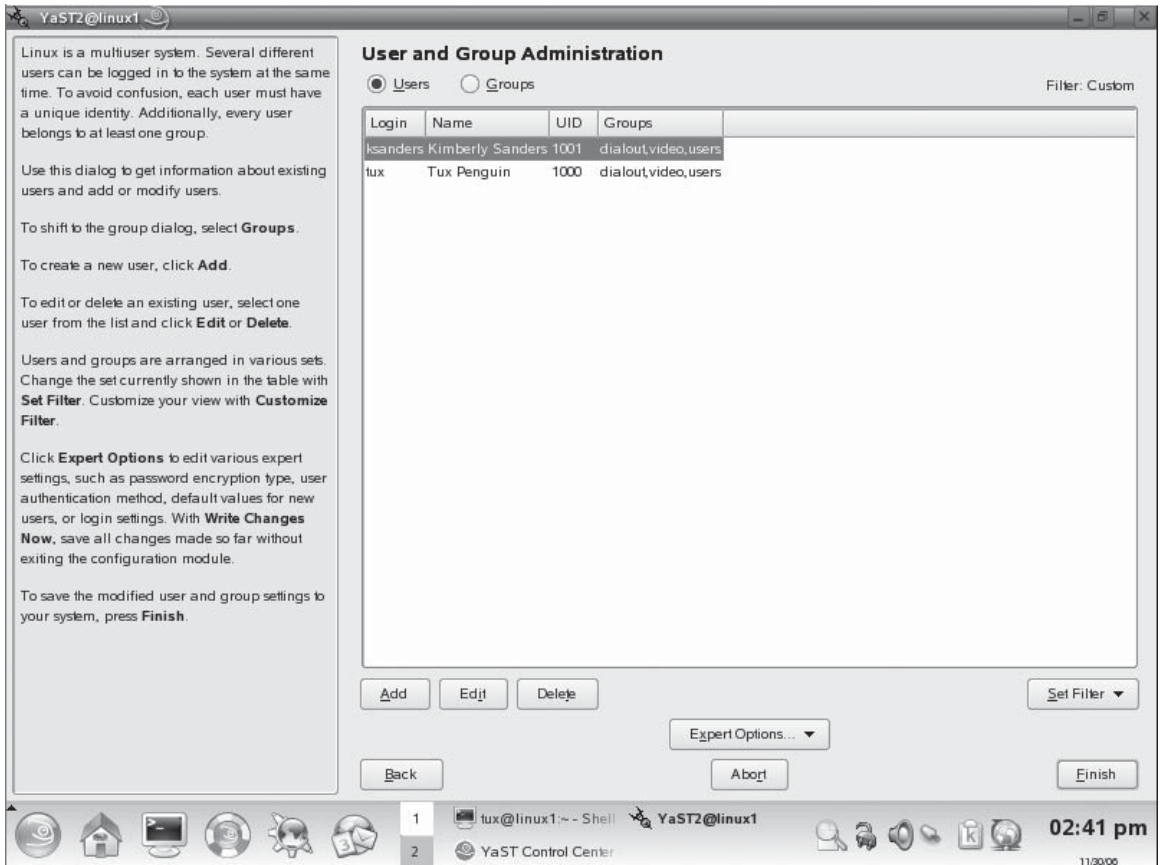 YaST2@linux1
Linux is a multiuser system. Several different
users can be logged in to the system at the same
time. To avoid confusion, each user must have
a unique identity. Additionally, every user
belongs to at least one group.
Use this dialog to get information about existing
users and add or modify users.
To shift to the group dialog, select Groups.
To create a new user, click Add.
To edit or delete an existing user, select one
user from the list and click Edit or Delete.
Users and groups are arranged in various sets.
Change the set currently shown in the table with
Set Filter. Customize your view with Customize
Filter.
Click Expert Options to edit various expert
settings, such as password encryption type, user
authentication method, default values for new
users, or login settings. With Write Changes
Now, save all changes made so far without
exiting the configuration module.
To save the modified user and group settings to
your system, press Finish.
User and Group Administration
Users Groups
Filter: Custom
Login Name UID Groups
ksanders Kimberly Sanders 1001 dialout,video,users
tux Tux Penguin 1000 dialout,video,users
Add Edit Delete Set Filter
Expert Options...
Back Abort Finish
1 tux@linux1:~ - Shell YaST2@linux1
2 YaST Control Center
02:41 pm
11/30/06